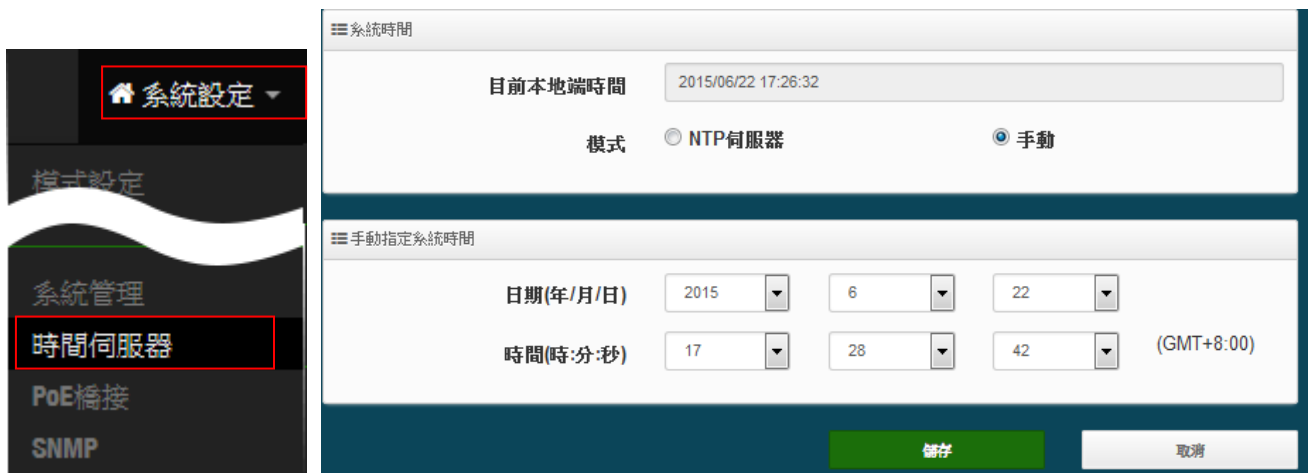 系統設定
模式設定
系統管理
時間伺服器
PoE橋接
SNMP
系統時間
目前本地端時間 2015/06/22 17:26:32
模式 NTP伺服器 手動
手動指定系統時間
日期(年/月/日) 2015 6 22
時間(時:分:秒) 17 28 42 (GMT+8:00)
儲存 取消